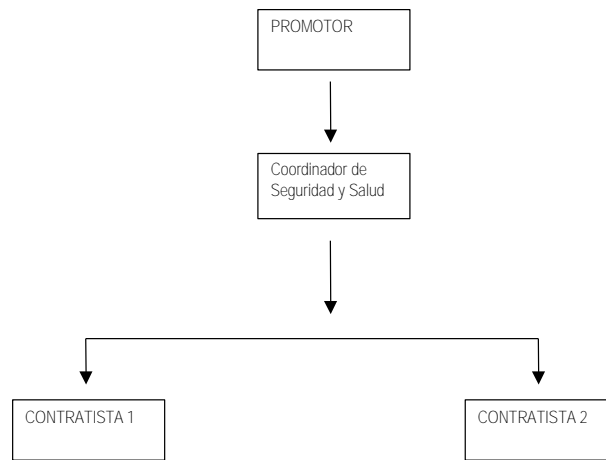 PROMOTOR
Coordinador de
Seguridad y Salud
CONTRATISTA 1
CONTRATISTA 2